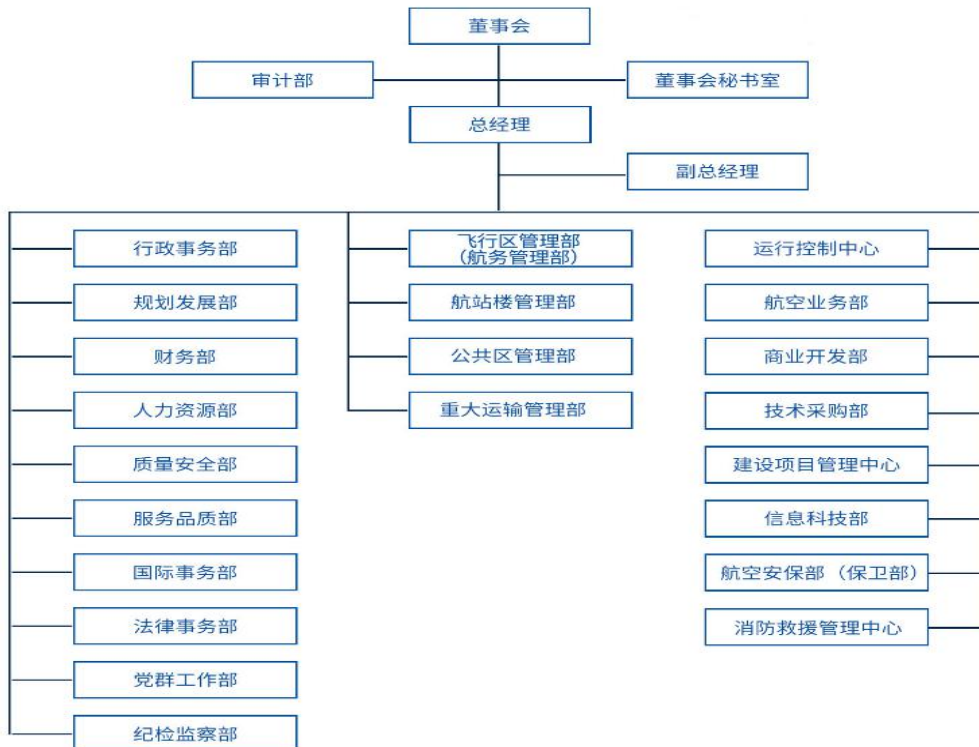 董事会
审计部
董事会秘书室
总经理
副总经理
行政事务部
规划发展部
财务部
人力资源部
质量安全部
服务品质部
国际事务部
法律事务部
党群工作部
纪检监察部
飞行区管理部
(航务管理部)
航站楼管理部
公共区管理部
重大运输管理部
运行控制中心
航空业务部
商业开发部
技术采购部
建设项目管理中心
信息科技部
航空安保部（保卫部）
消防救援管理中心